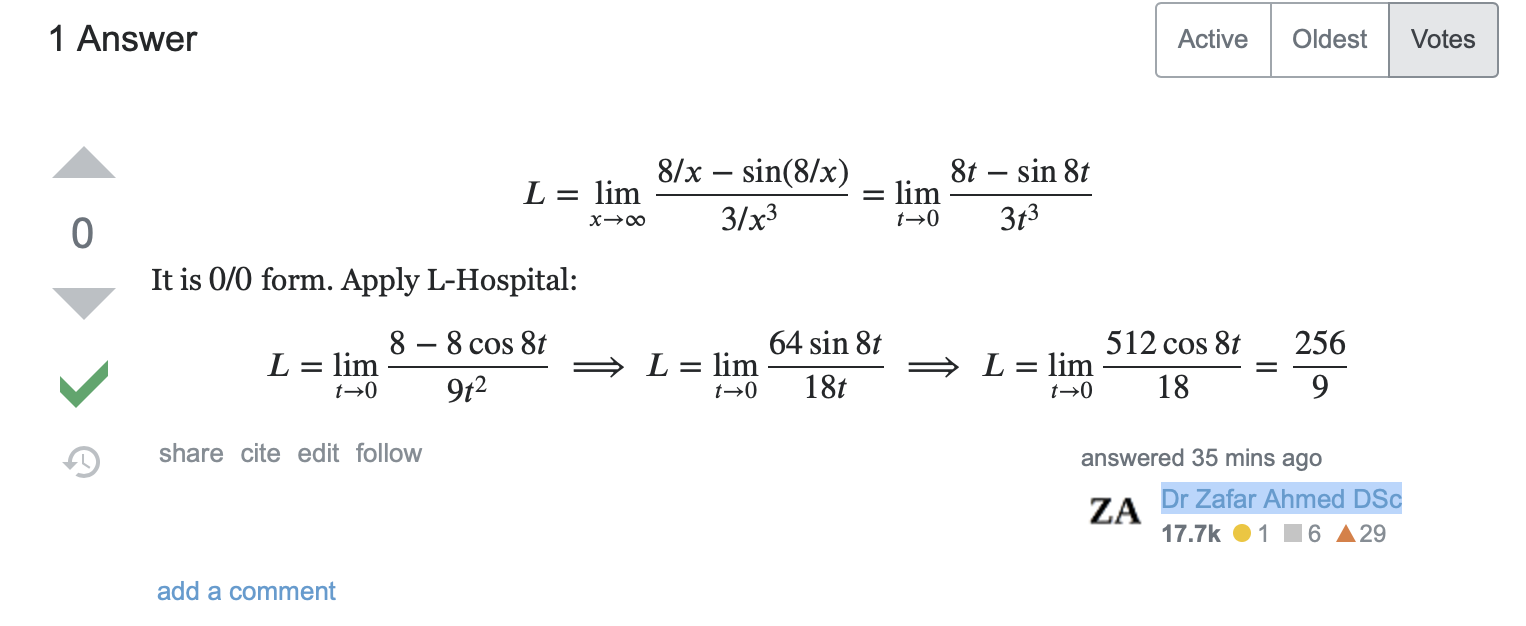 1 Answer
Active Oldest Votes
L = lim_{x→∞} (8/x − sin(8/x))/(3/x³) = lim_{t→0} (8t − sin 8t)/(3t³)
0
It is 0/0 form. Apply L-Hospital:
L = lim_{t→0} (8 − 8 cos 8t)/(9t²) ⟹ L = lim_{t→0} (64 sin 8t)/(18t) ⟹ L = lim_{t→0} (512 cos 8t)/18 = 256/9
share cite edit follow
answered 35 mins ago
ZA
Dr Zafar Ahmed DSc
17.7k 1 6 29
add a comment